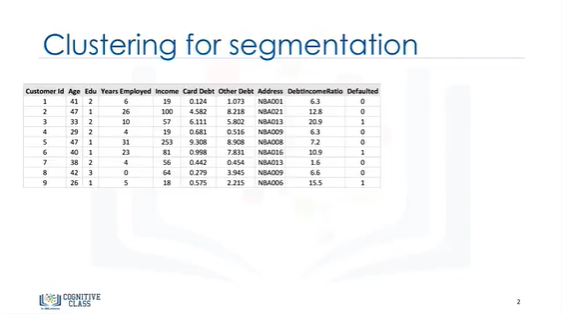 Clustering for segmentation
Customer Id Age Edu Years Employed Income Card Debt Other Debt Address DebtIncomeRatio Defaulted
1 41 2 6 19 0.124 1.073 NBA001 6.3 0
2 47 1 26 100 4.582 8.218 NBA021 12.8 0
3 33 2 10 57 6.111 5.802 NBA013 20.9 1
4 29 2 4 19 0.681 0.516 NBA009 6.3 0
5 47 1 31 253 9.308 8.908 NBA008 7.2 0
6 40 1 23 81 0.998 7.831 NBA016 10.9 1
7 38 2 4 56 0.442 0.454 NBA013 1.6 0
8 42 3 0 64 0.279 3.945 NBA009 6.6 0
9 26 1 5 18 0.575 2.215 NBA006 15.5 1
COGNITIVE
CLASS
2